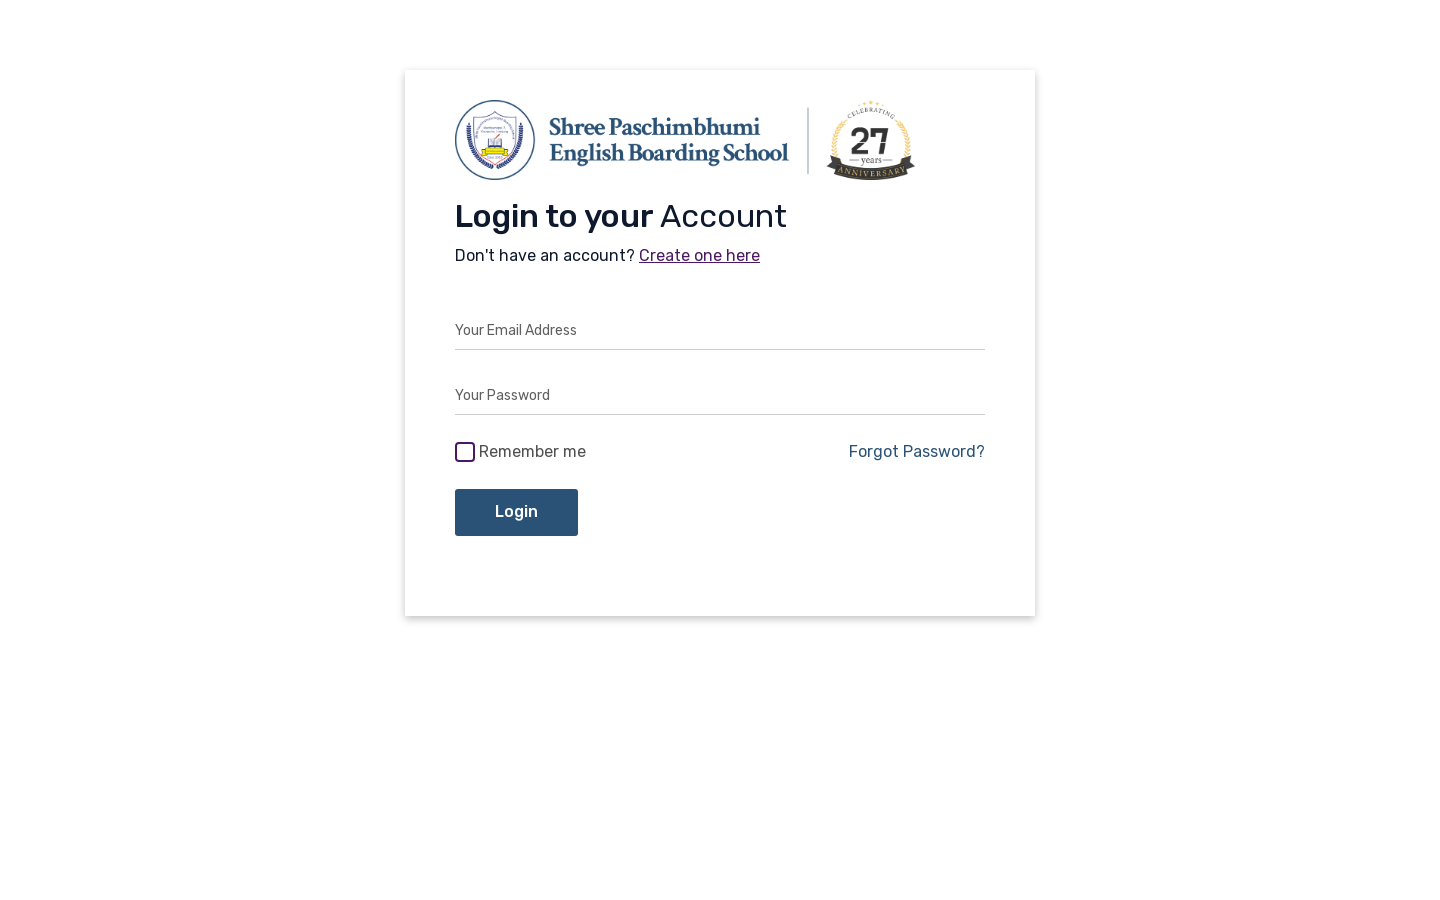 Shree Paschimbhumi
English Boarding School
CELEBRATING
27
years
ANNIVERSARY
Login to your Account
Don't have an account? Create one here
Your Email Address
Your Password
Remember me
Forgot Password?
Login